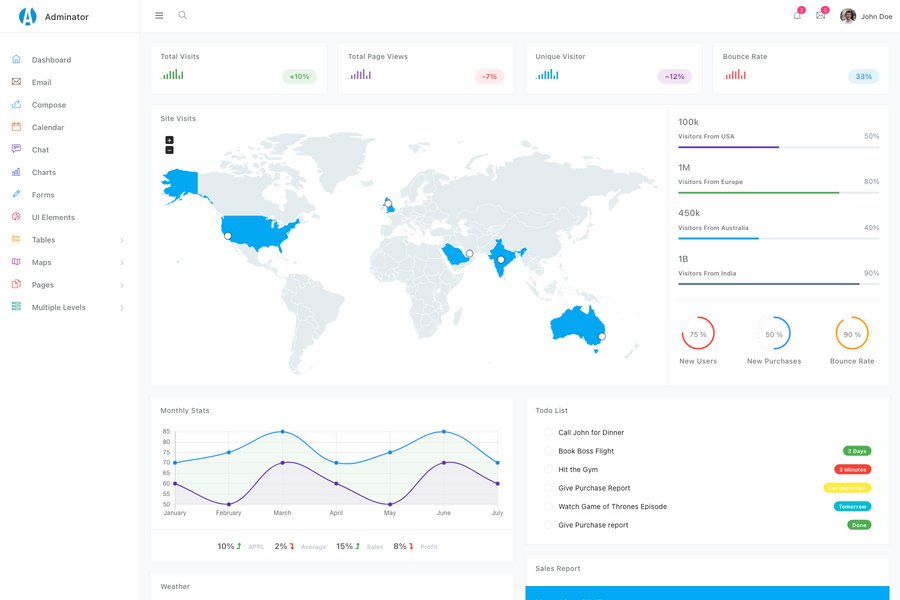 Adminator
3
3
John Doe
Dashboard
Email
Compose
Calendar
Chat
Charts
Forms
UI Elements
Tables
Maps
Pages
Multiple Levels
Total Visits
+10%
Total Page Views
-7%
Unique Visitor
~12%
Bounce Rate
33%
Site Visits
+
−
100k
Visitors From USA
50%
1M
Visitors From Europe
80%
450k
Visitors From Australia
40%
1B
Visitors From India
90%
75 %
New Users
50 %
New Purchases
90 %
Bounce Rate
Monthly Stats
85
80
75
70
65
60
55
50
January February March April May June July
10% APPL 2% Average 15% Sales 8% Profit
Weather
Todo List
Call John for Dinner
Book Boss Flight
2 Days
Hit the Gym
3 Minutes
Give Purchase Report
not important
Watch Game of Thrones Episode
Tomorrow
Give Purchase report
Done
Sales Report